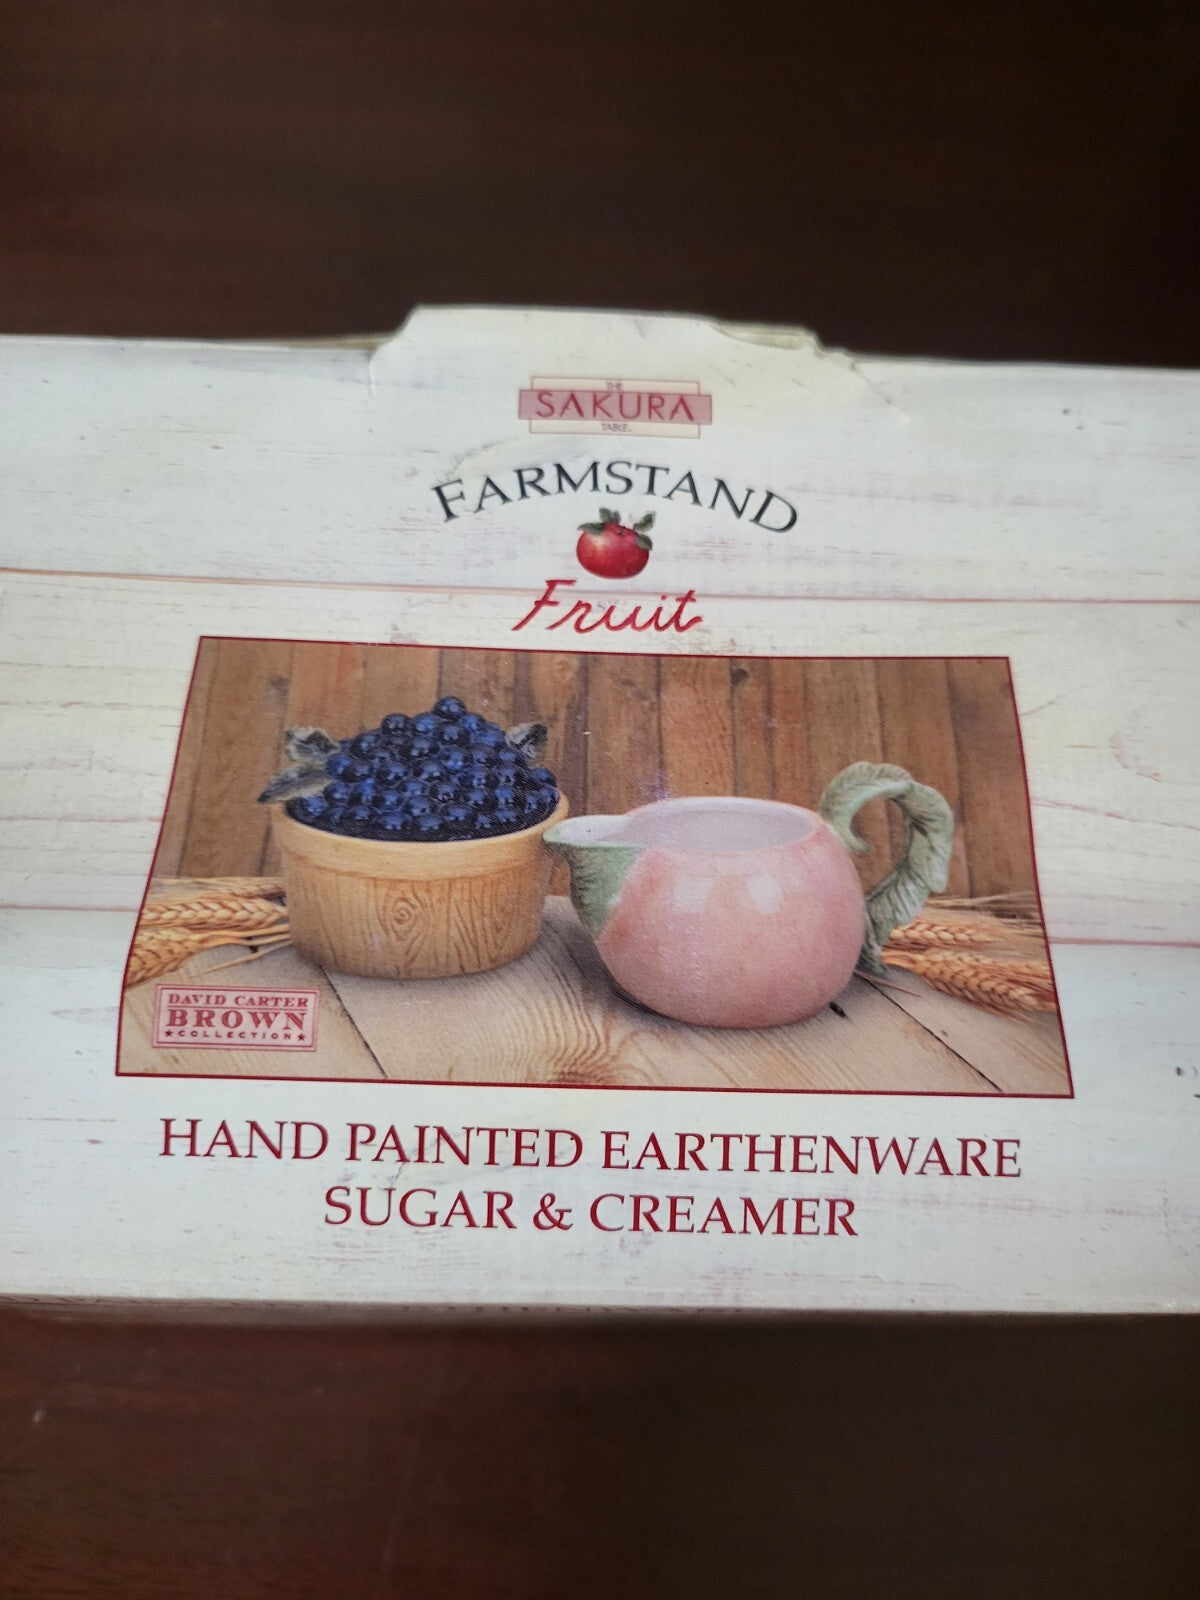 THE
SAKURA
TABLE
FARMSTAND
Fruit
DAVID CARTER
BROWN
★COLLECTION★
HAND PAINTED EARTHENWARE
SUGAR & CREAMER